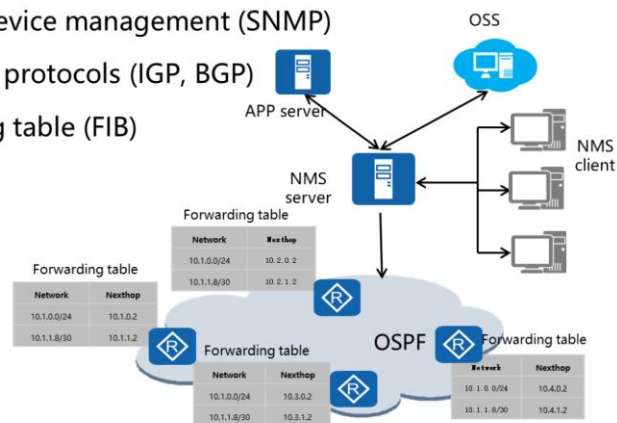 evice management (SNMP)
protocols (IGP, BGP)
g table (FIB)
OSS
APP server
NMS
server
NMS
client
Forwarding table
Network Nexthop
10.1.0.0/24 10.2.0.2
10.1.1.8/30 10.2.1.2
Forwarding table
Network Nexthop
10.1.0.0/24 10.1.0.2
10.1.1.8/30 10.1.1.2
R
R
OSPF
R
Forwarding table
Network Nexthop
10.1.0.0/24 10.3.0.2
10.1.1.8/30 10.3.1.2
R
Forwarding table
Network Nexthop
10.1.0.0/24 10.4.0.2
10.1.1.8/30 10.4.1.2